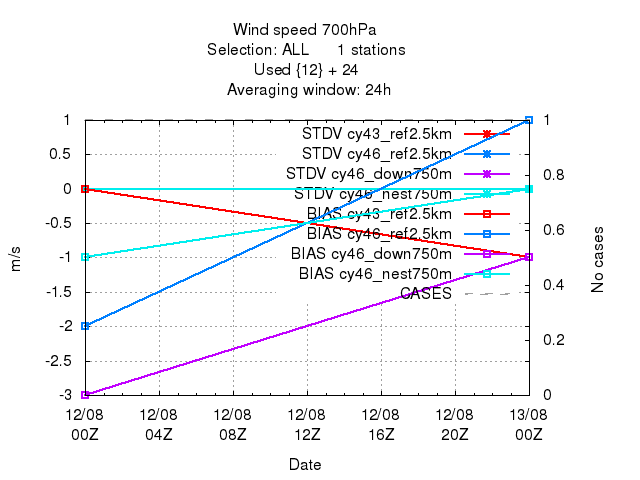 Wind speed 700hPa
Selection: ALL 1 stations
Used {12} + 24
Averaging window: 24h
1
0.5
0
-0.5
-1
-1.5
-2
-2.5
-3
m/s
STDV cy43_ref2.5km
STDV cy46_ref2.5km
STDV cy46_down750m
STDV cy46_nest750m
BIAS cy43_ref2.5km
BIAS cy46_ref2.5km
BIAS cy46_down750m
BIAS cy46_nest750m
CASES
1
0.8
0.6
0.4
0.2
0
No cases
12/08 12/08 12/08 12/08 12/08 12/08 13/08
00Z 04Z 08Z 12Z 16Z 20Z 00Z
Date